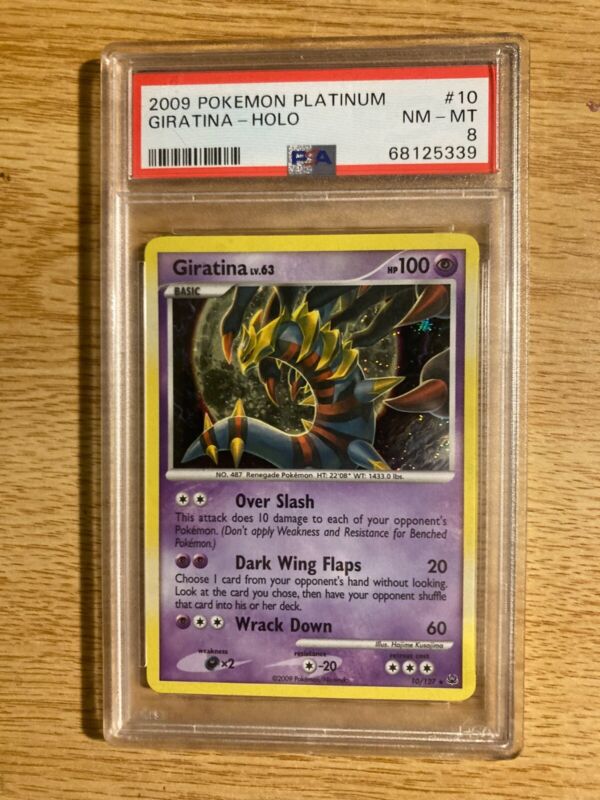 2009 POKEMON PLATINUM #10
GIRATINA - HOLO NM - MT
8
PSA 68125339
Giratina LV.63 HP 100
BASIC
NO. 487 Renegade Pokémon HT: 22'08" WT: 1433.0 lbs.
Over Slash
This attack does 10 damage to each of your opponent's
Pokémon. (Don't apply Weakness and Resistance for Benched
Pokémon.)
Dark Wing Flaps 20
Choose 1 card from your opponent's hand without looking.
Look at the card you chose, then have your opponent shuffle
that card into his or her deck.
Wrack Down 60
Illus. Hajime Kusajima
weakness resistance retreat cost
×2 -20
©2009 Pokémon/Nintendo 10/127 ★